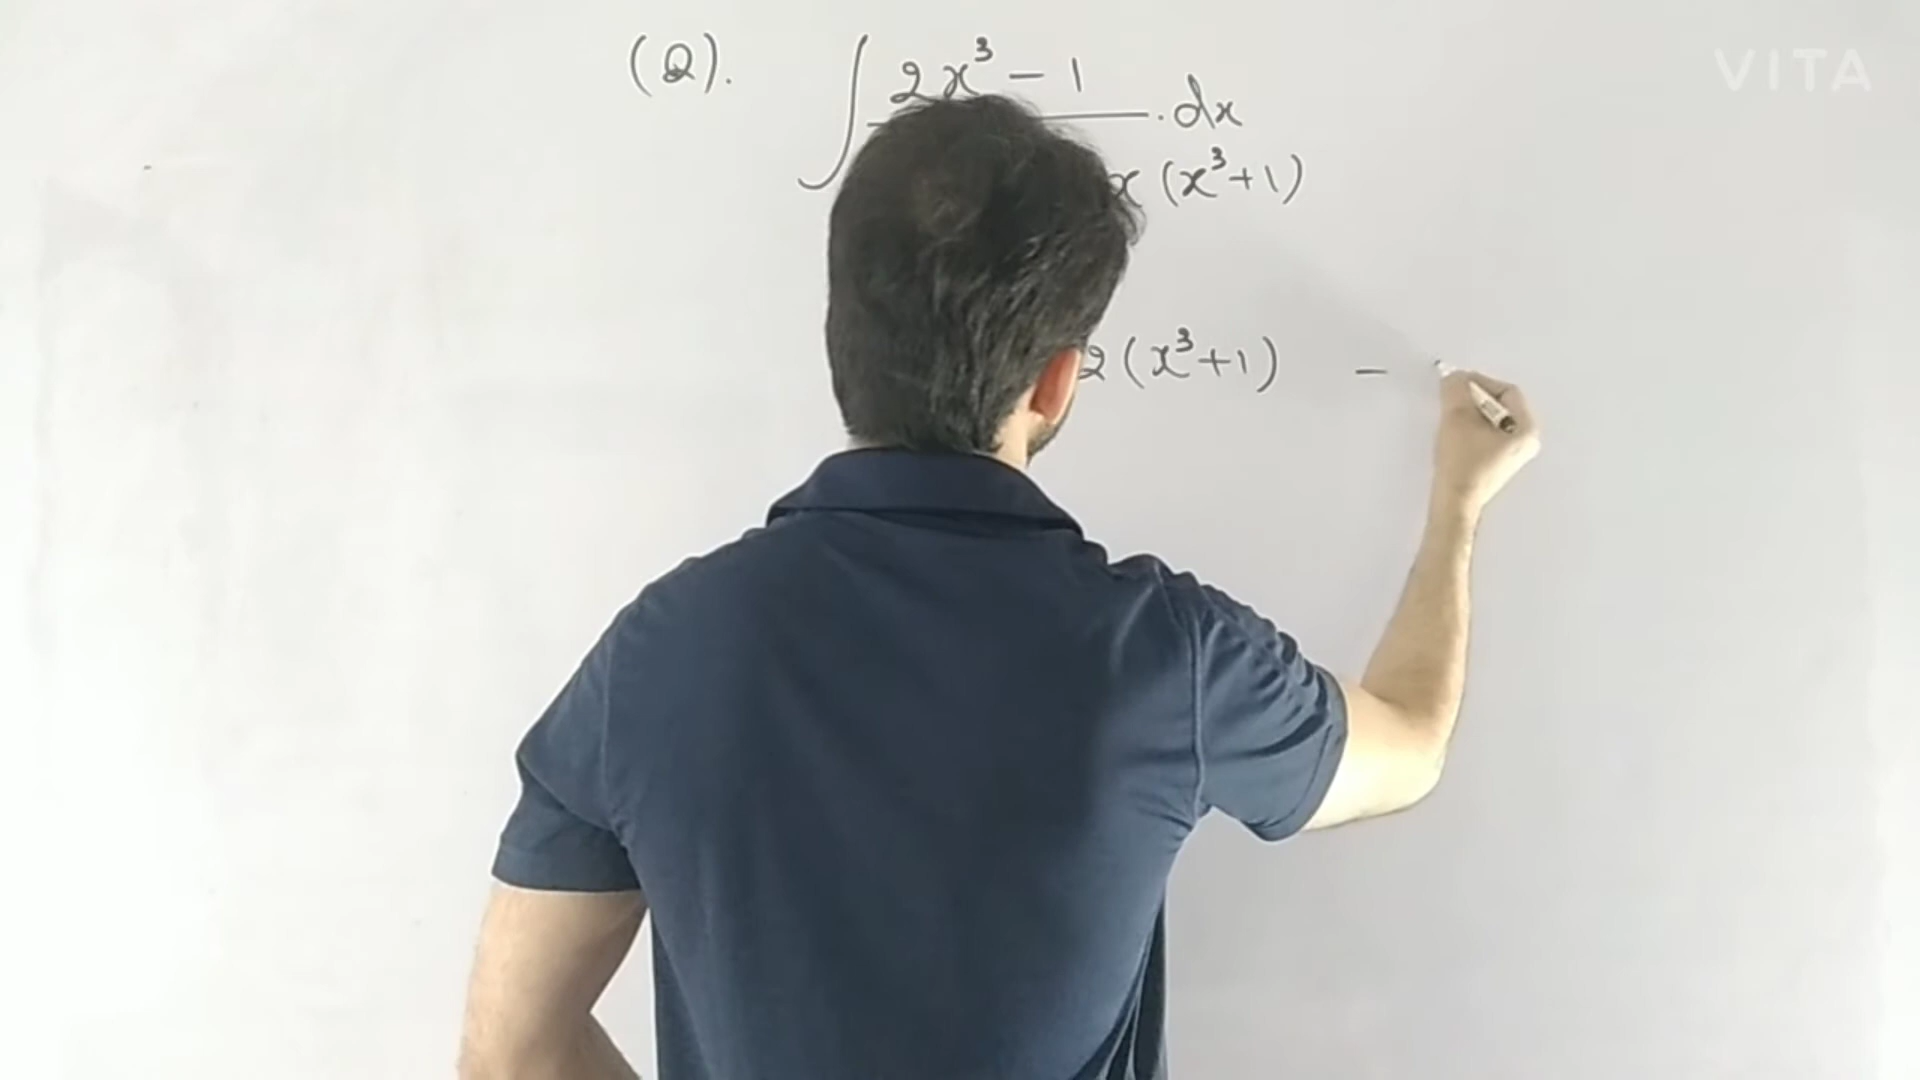 (Q). ∫ 2x³ - 1 . dx
x (x³+1)
2 (x³+1) -
VITA